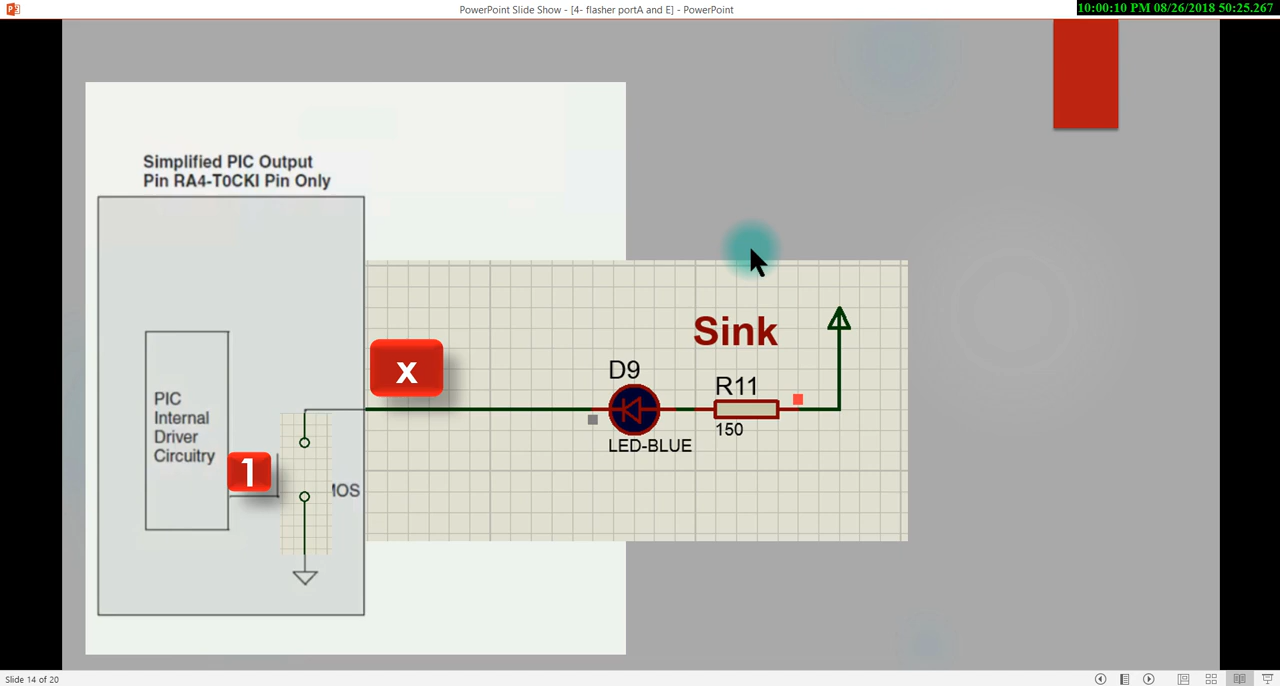 PowerPoint Slide Show - [4- flasher portA and E] - PowerPoint
10:00:10 PM 08/26/2018 50:25.267
Simplified PIC Output
Pin RA4-T0CKI Pin Only
PIC
Internal
Driver
Circuitry
1
MOS
x
Sink
D9
LED-BLUE
R11
150
Slide 14 of 20